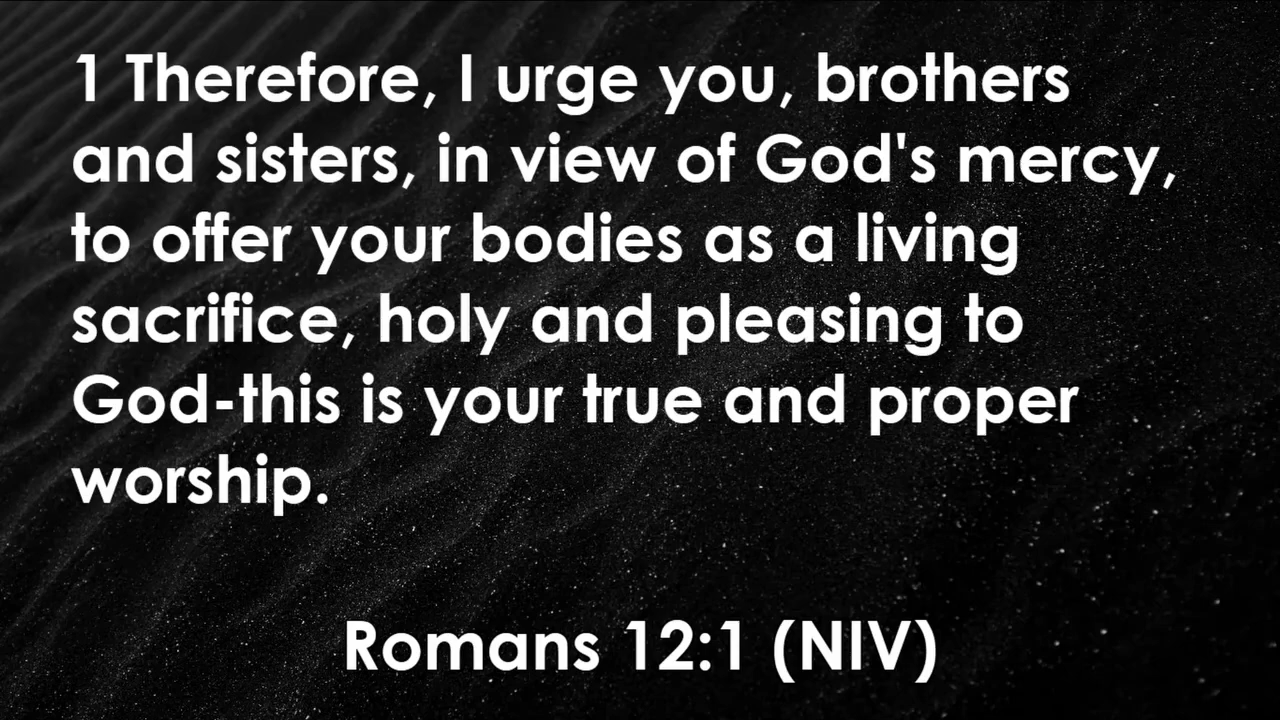 1 Therefore, I urge you, brothers
and sisters, in view of God's mercy,
to offer your bodies as a living
sacrifice, holy and pleasing to
God-this is your true and proper
worship.
Romans 12:1 (NIV)